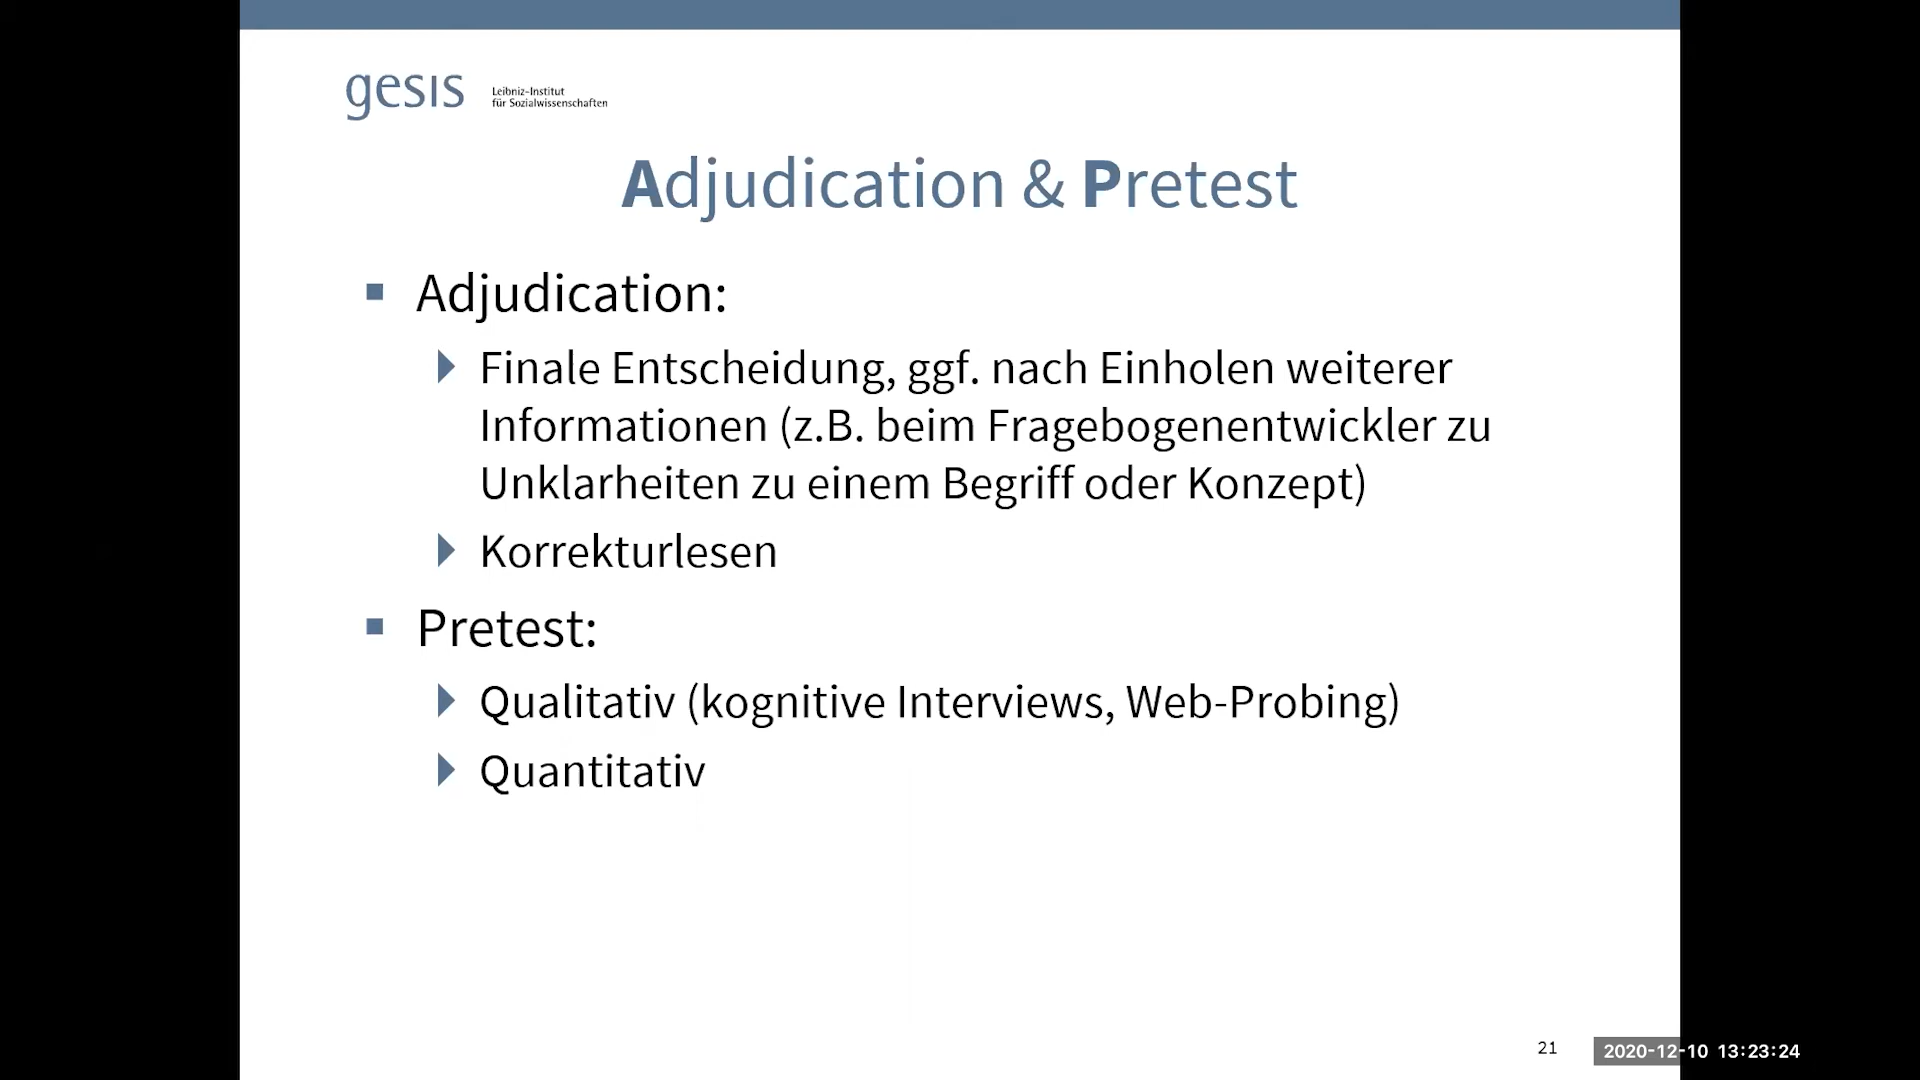 gesis
Leibniz-Institut
für Sozialwissenschaften
Adjudication & Pretest
Adjudication:
Finale Entscheidung, ggf. nach Einholen weiterer
Informationen (z.B. beim Fragebogenentwickler zu
Unklarheiten zu einem Begriff oder Konzept)
Korrekturlesen
Pretest:
Qualitativ (kognitive Interviews, Web-Probing)
Quantitativ
21
2020-12-10 13:23:24